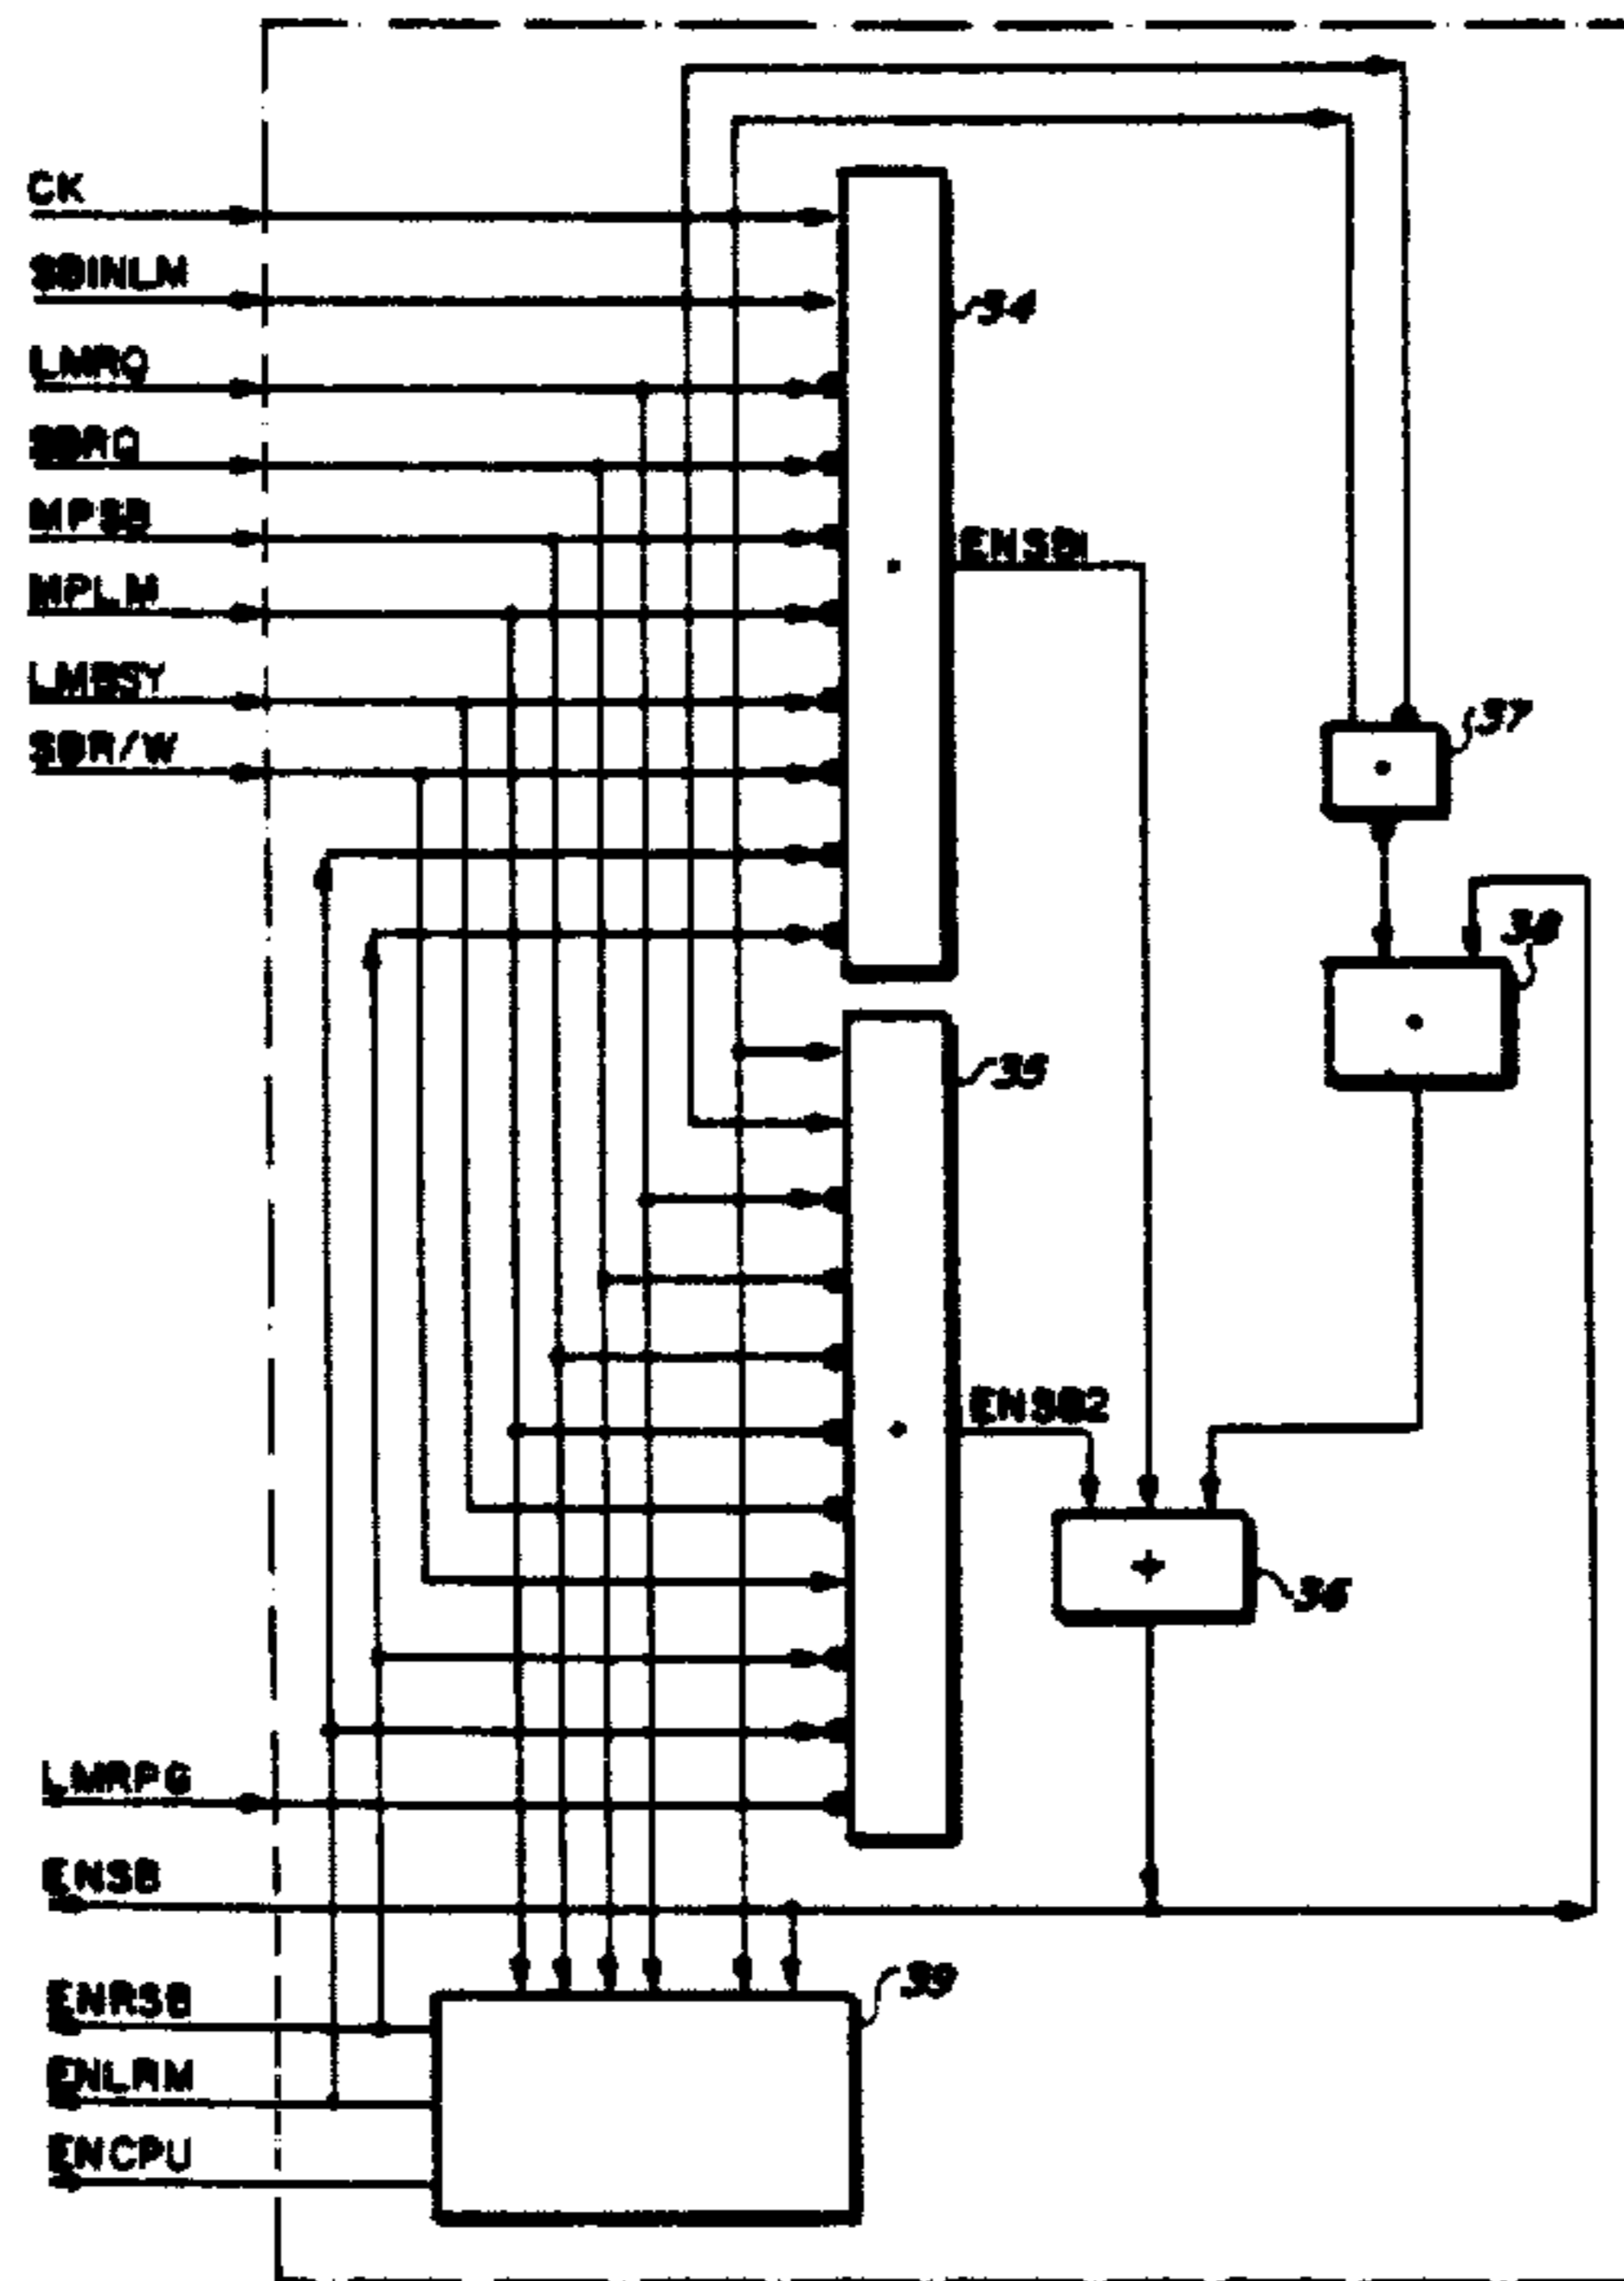 CK
SBINLM
34
LMRQ
SBRQ
MPSB
ENSB1
MPLM
LMBSY
SBR/W
37
38
35
ENSB2
36
LMRPG
ENSB
ENRSB
39
ENLRM
ENCPU